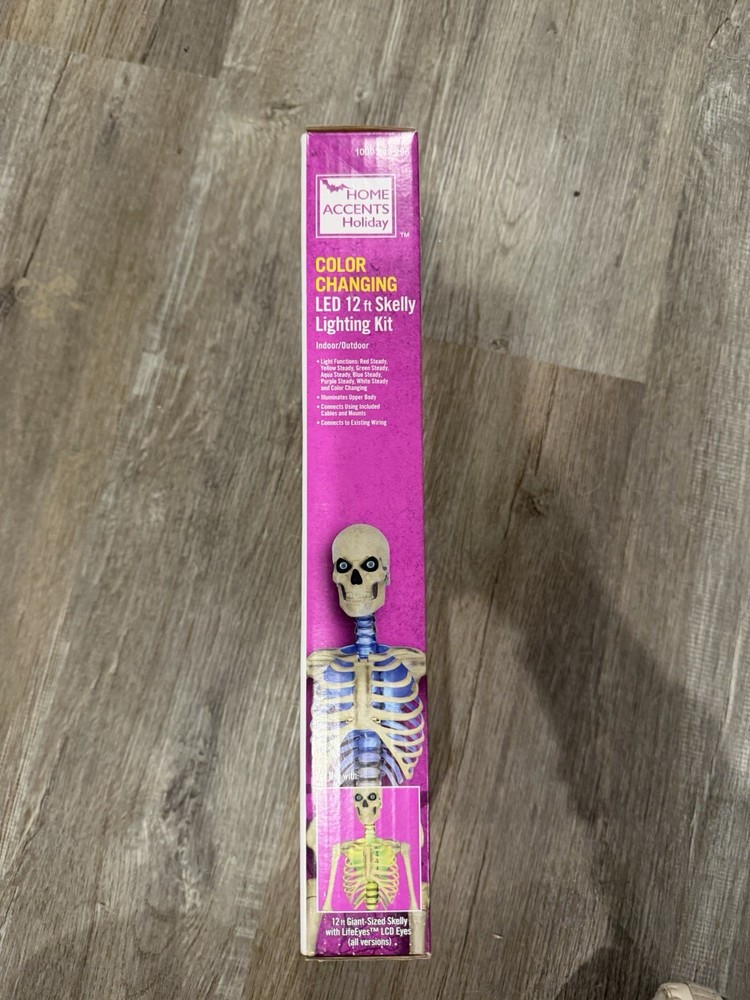 HOME
ACCENTS
Holiday
TM
COLOR
CHANGING
LED 12 ft Skelly
Lighting Kit
Indoor/Outdoor
• Light Functions: Red Steady,
Yellow Steady, Green Steady,
Aqua Steady, Blue Steady,
Purple Steady, White Steady
and Color Changing
• Illuminates Upper Body
• Connects Using Included
Cables and Mounts
• Connects to Existing Wiring
with:
12 ft Giant-Sized Skelly
with LifeEyes™ LCD Eyes
(all versions)